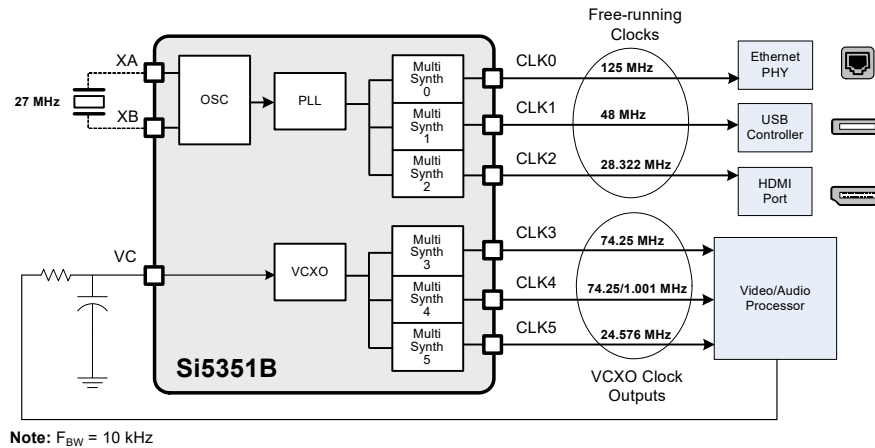 Free-running
Clocks
XA
XB
27 MHz
OSC
PLL
Multi
Synth
0
Multi
Synth
1
Multi
Synth
2
CLK0
125 MHz
CLK1
48 MHz
CLK2
28.322 MHz
Ethernet
PHY
USB
Controller
HDMI
Port
VC
VCXO
Multi
Synth
3
Multi
Synth
4
Multi
Synth
5
CLK3
74.25 MHz
CLK4
74.25/1.001 MHz
CLK5
24.576 MHz
Video/Audio
Processor
Si5351B
VCXO Clock
Outputs
Note: FBW = 10 kHz